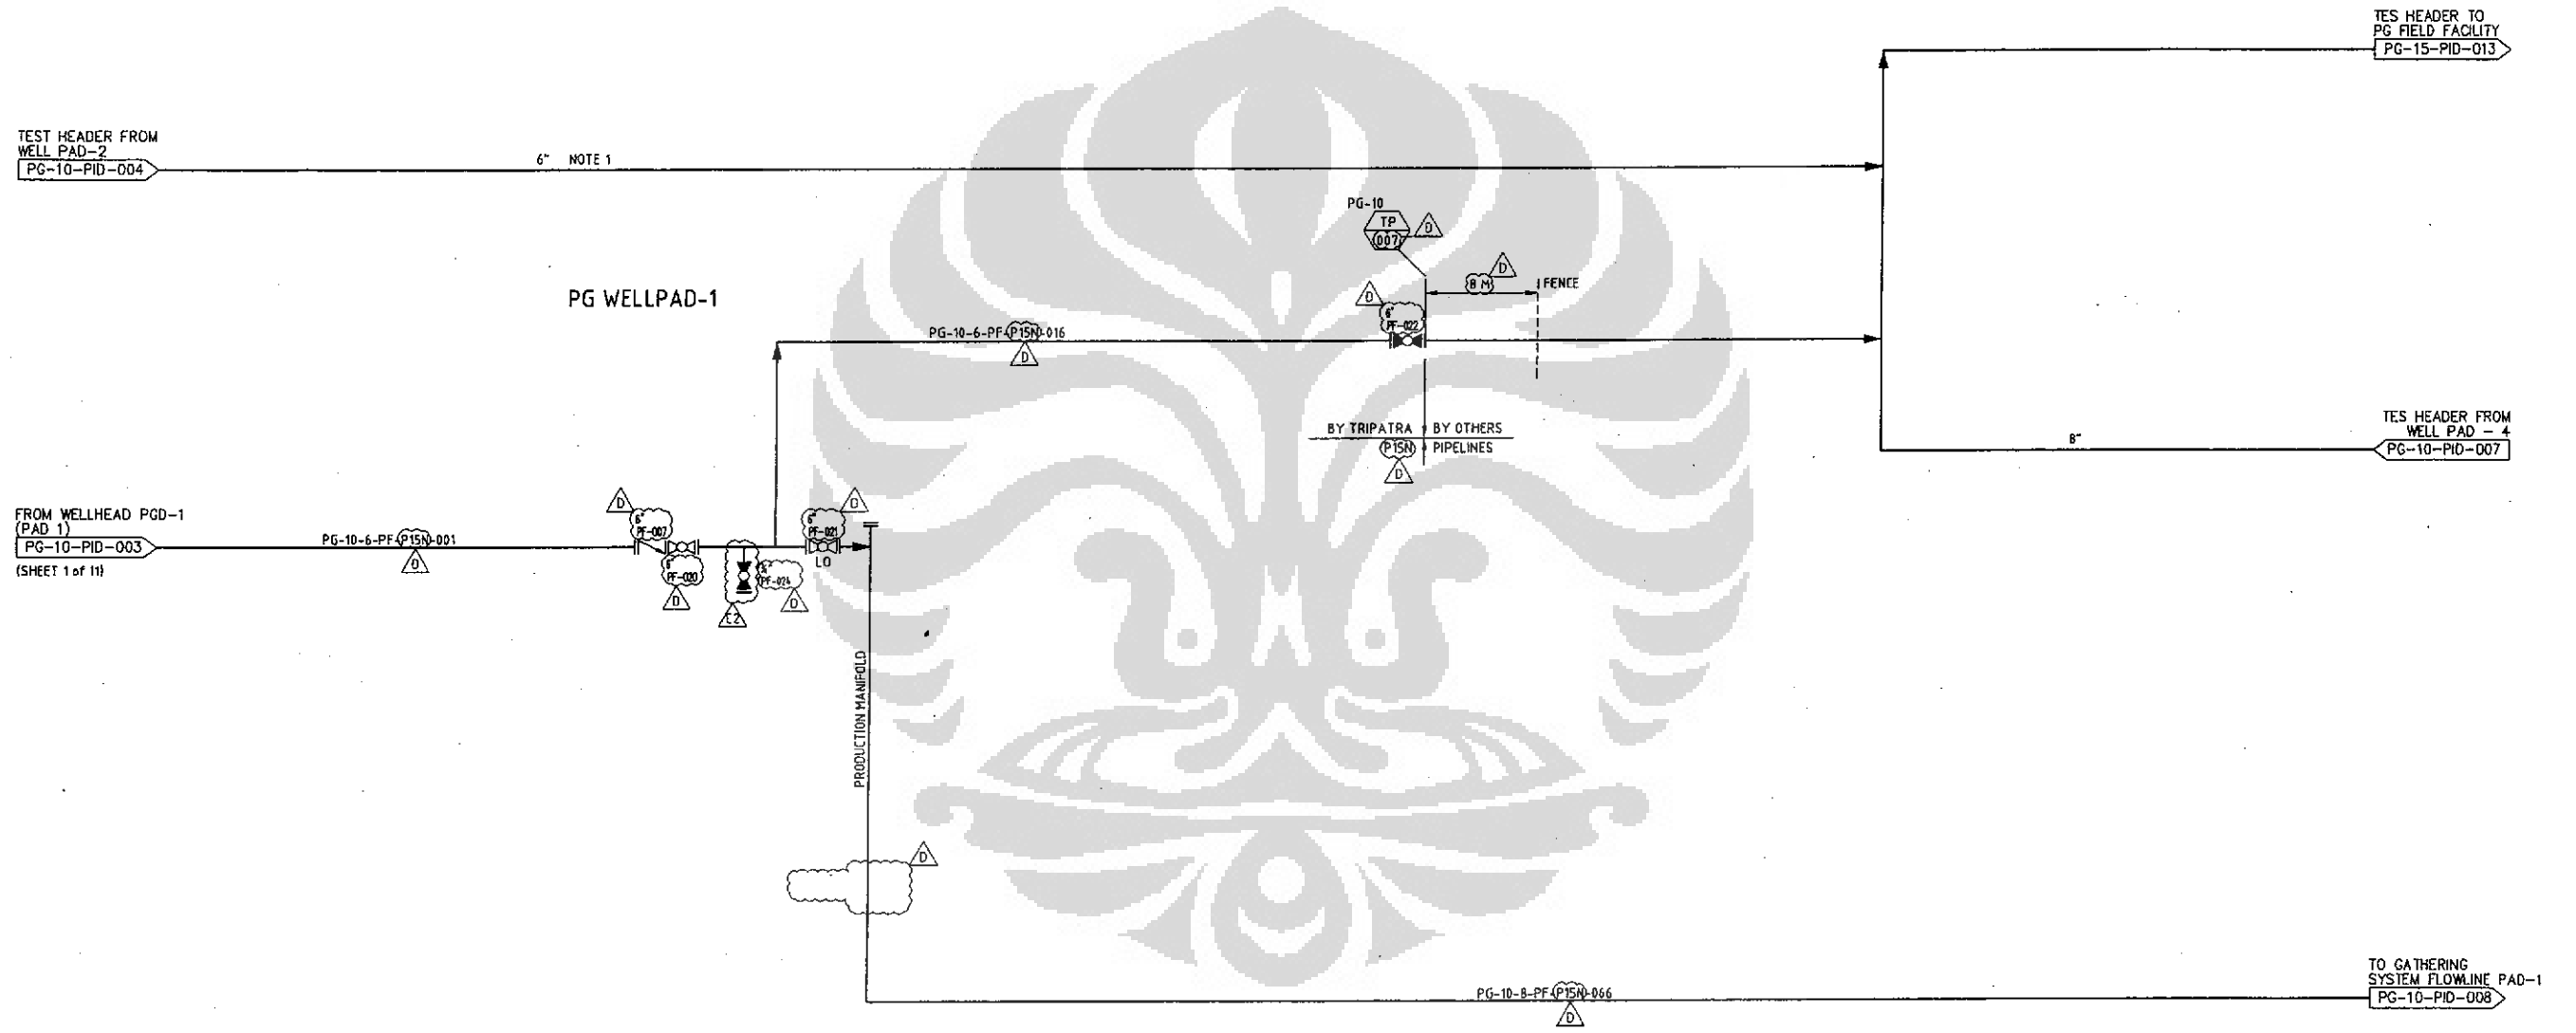 TES HEADER TO
PG FIELD FACILITY
PG-15-PID-013
TEST HEADER FROM
WELL PAD-2
PG-10-PID-004
6" NOTE 1
PG-10
TP
007
D
8 M
D
FENCE
PG WELLPAD-1
D
6"
PF-022
PG-10-6-PF-P15N-016
D
BY TRIPATRA
BY OTHERS
P15N
PIPELINES
D
TES HEADER FROM
WELL PAD - 4
8"
PG-10-PID-007
FROM WELLHEAD PGD-1
(PAD 1)
PG-10-PID-003
(SHEET 1 of 11)
PG-10-6-PF-P15N-001
D
D
6"
PF-007
6"
PF-020
D
PF-024
D
6"
PF-021
LO
PRODUCTION MANIFOLD
D
PG-10-8-PF-P15N-066
D
TO GATHERING
SYSTEM FLOWLINE PAD-1
PG-10-PID-008